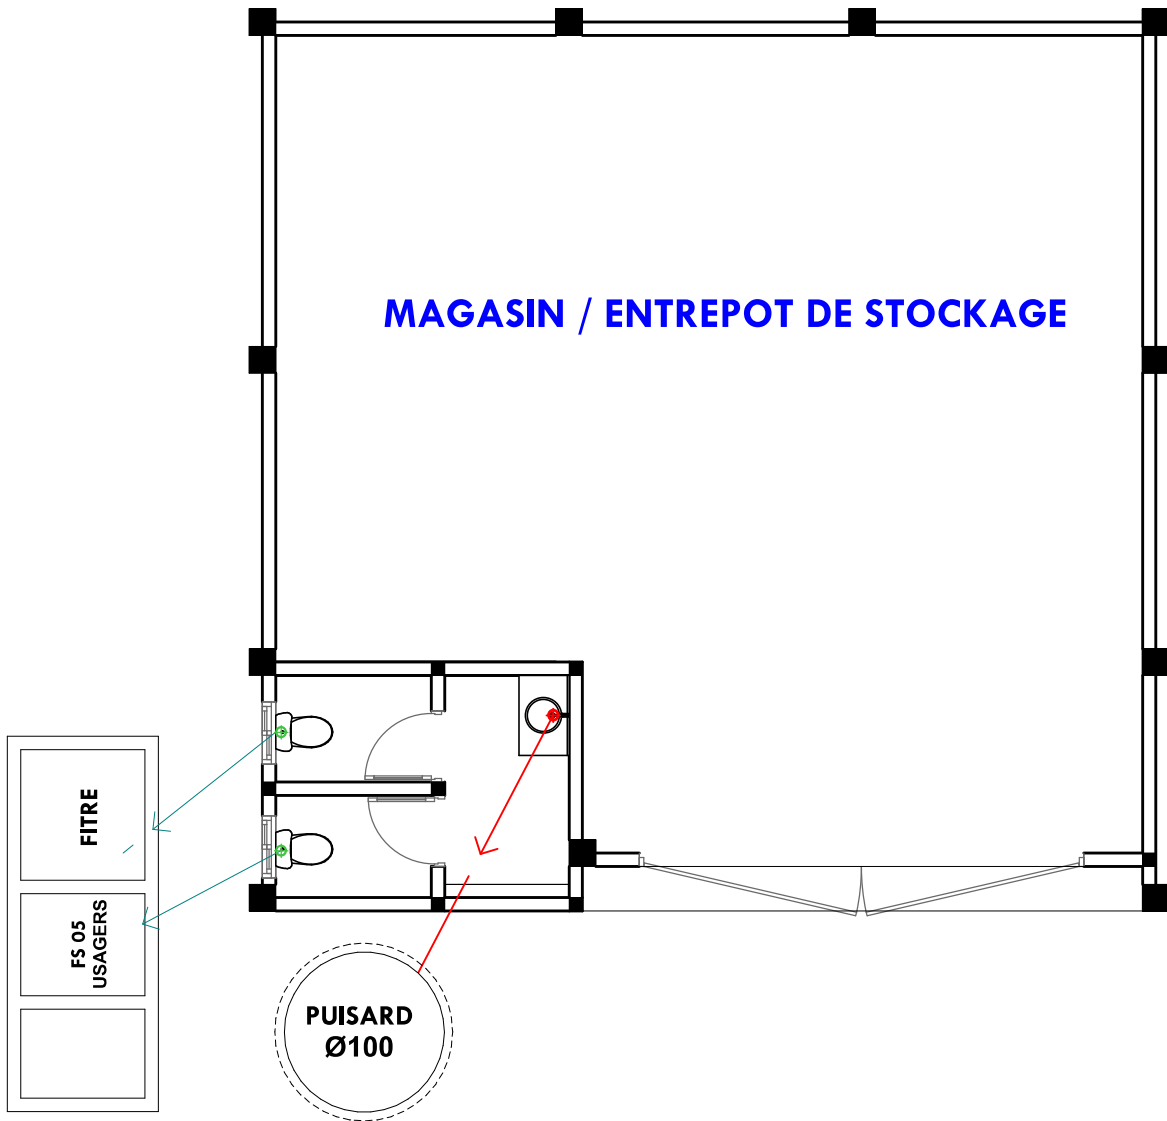 MAGASIN / ENTREPOT DE STOCKAGE
FITRE
FS 05
USAGERS
PUISARD
Ø100